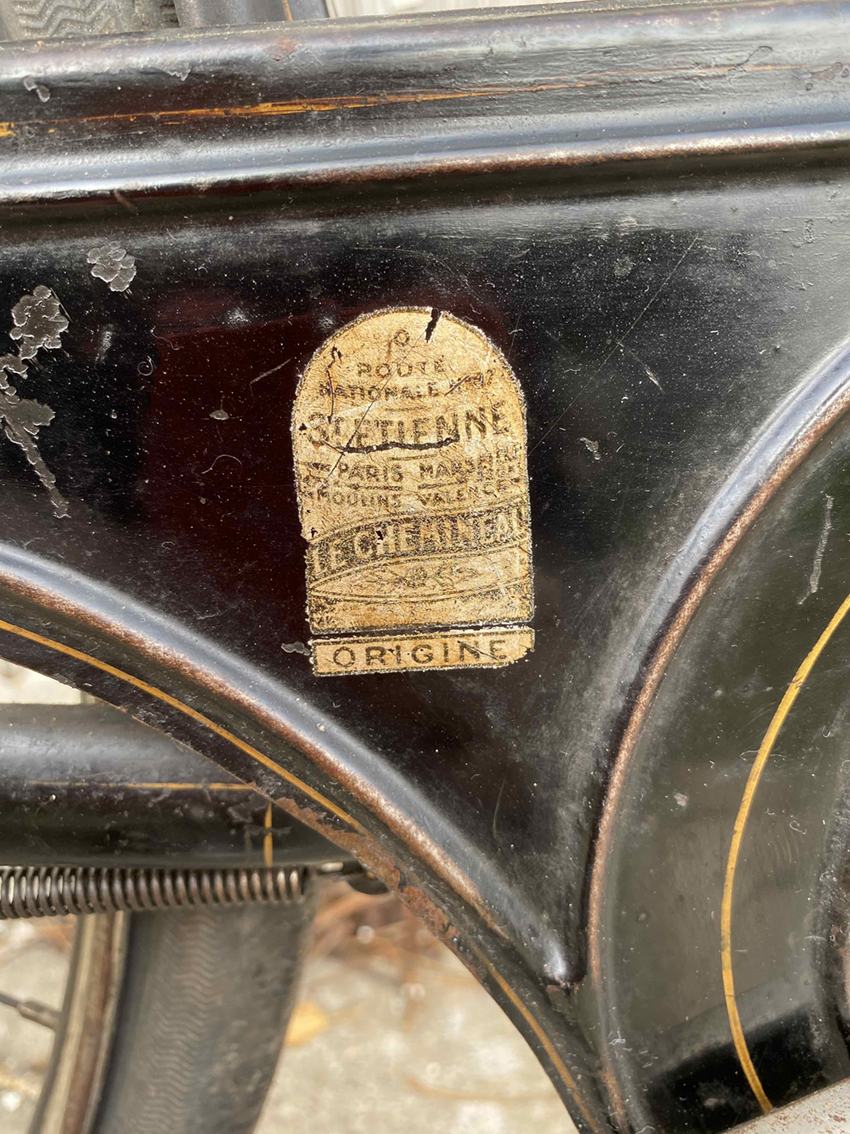 O
ROUTE
NATIONALE
ST ETIENNE
PARIS MARSEILLE
MOULINS VALENCE
LE CHEMINEAU
ORIGINE